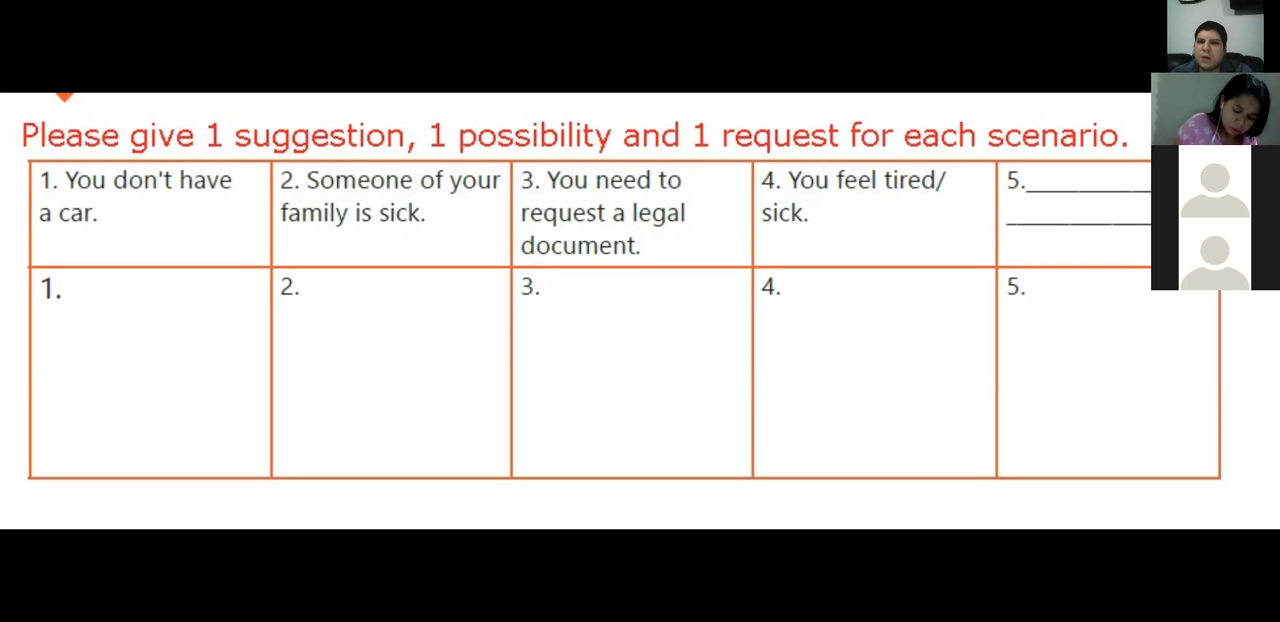 Please give 1 suggestion, 1 possibility and 1 request for each scenario.
1. You don't have
a car.
2. Someone of your
family is sick.
3. You need to
request a legal
document.
4. You feel tired/
sick.
5.__________
___________
1.
2.
3.
4.
5.